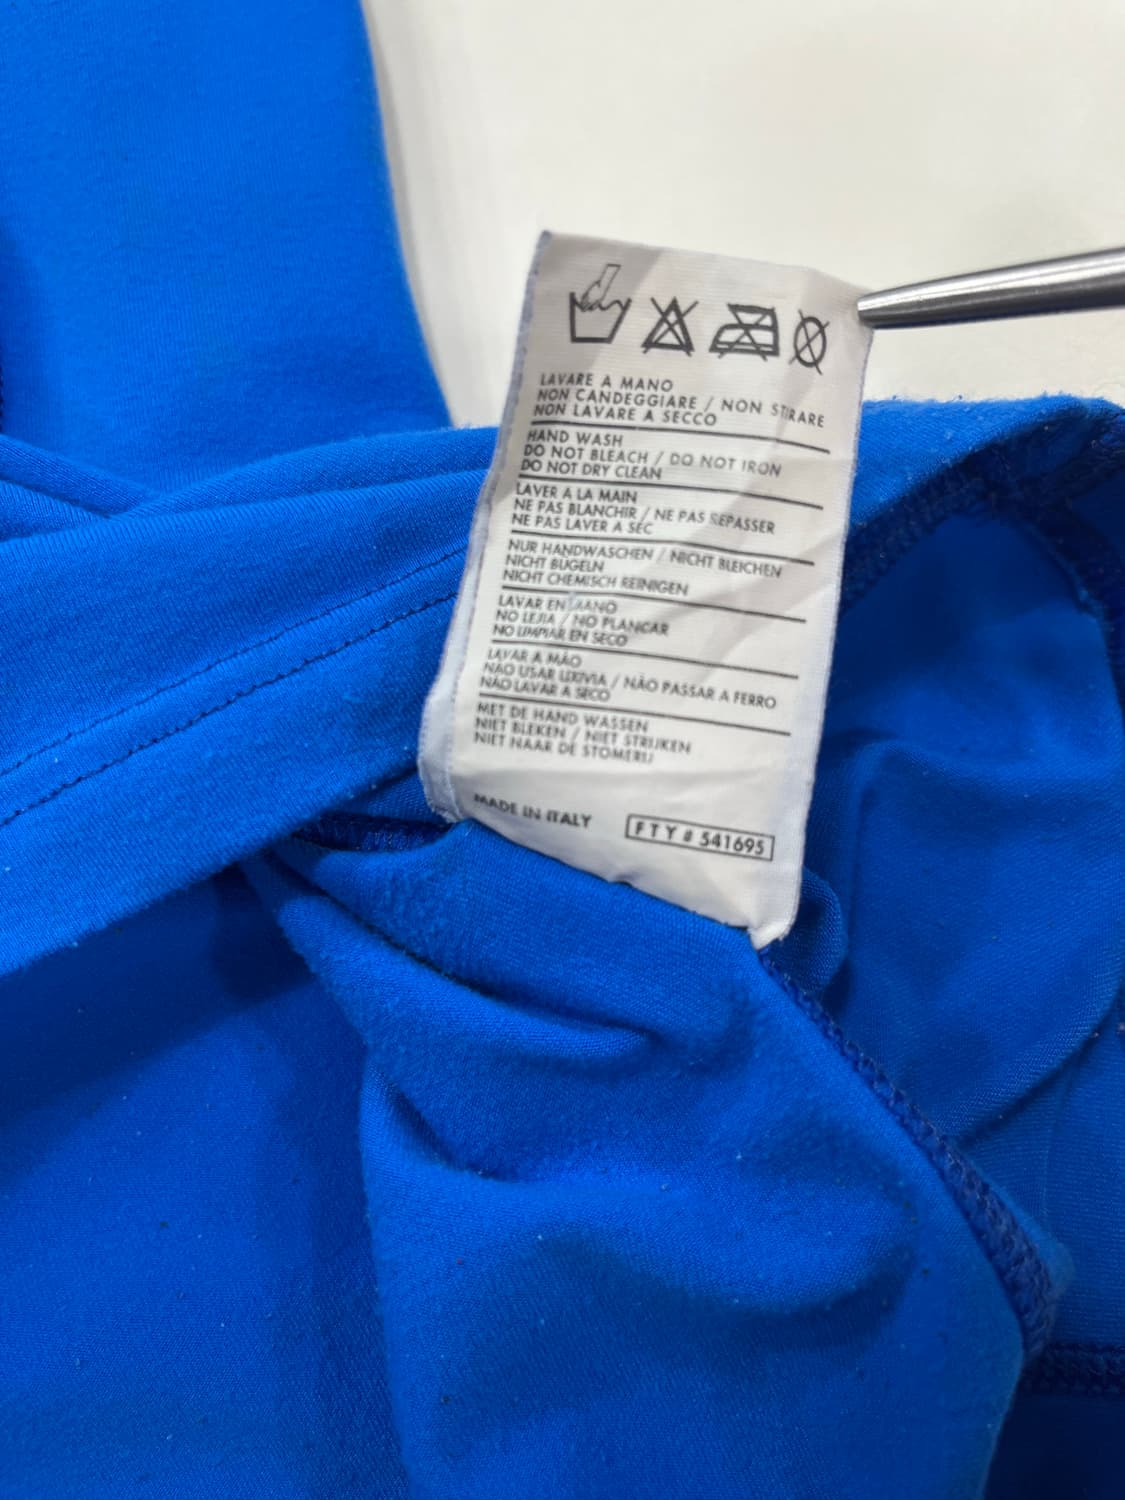 LAVARE A MANO
NON CANDEGGIARE / NON STIRARE
NON LAVARE A SECCO
HAND WASH
DO NOT BLEACH / DO NOT IRON
DO NOT DRY CLEAN
LAVER A LA MAIN
NE PAS BLANCHIR / NE PAS REPASSER
NE PAS LAVER A SEC
NUR HANDWASCHEN / NICHT BLEICHEN
NICHT BÜGELN
NICHT CHEMISCH REINIGEN
LAVAR EN MANO
NO LEJIA / NO PLANCAR
NO LIMPIAR EN SECO
LAVAR A MÃO
NÃO USAR LIXIVIA / NÃO PASSAR A FERRO
NÃO LAVAR A SECO
MET DE HAND WASSEN
NIET BLEKEN / NIET STRIJKEN
NIET NAAR DE STOMERIJ
MADE IN ITALY
FTY # 541695